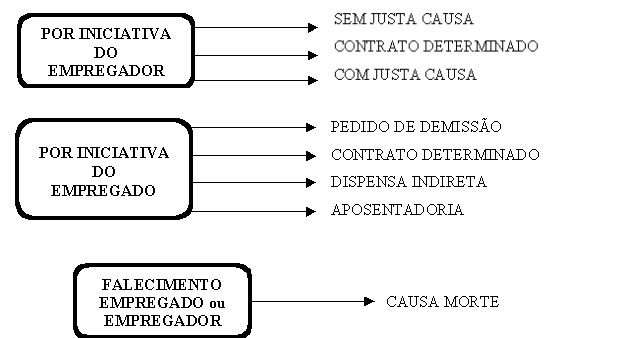 POR INICIATIVA
DO
EMPREGADOR
SEM JUSTA CAUSA
CONTRATO DETERMINADO
COM JUSTA CAUSA
POR INICIATIVA
DO
EMPREGADO
PEDIDO DE DEMISSÃO
CONTRATO DETERMINADO
DISPENSA INDIRETA
APOSENTADORIA
FALECIMENTO
EMPREGADO ou
EMPREGADOR
CAUSA MORTE